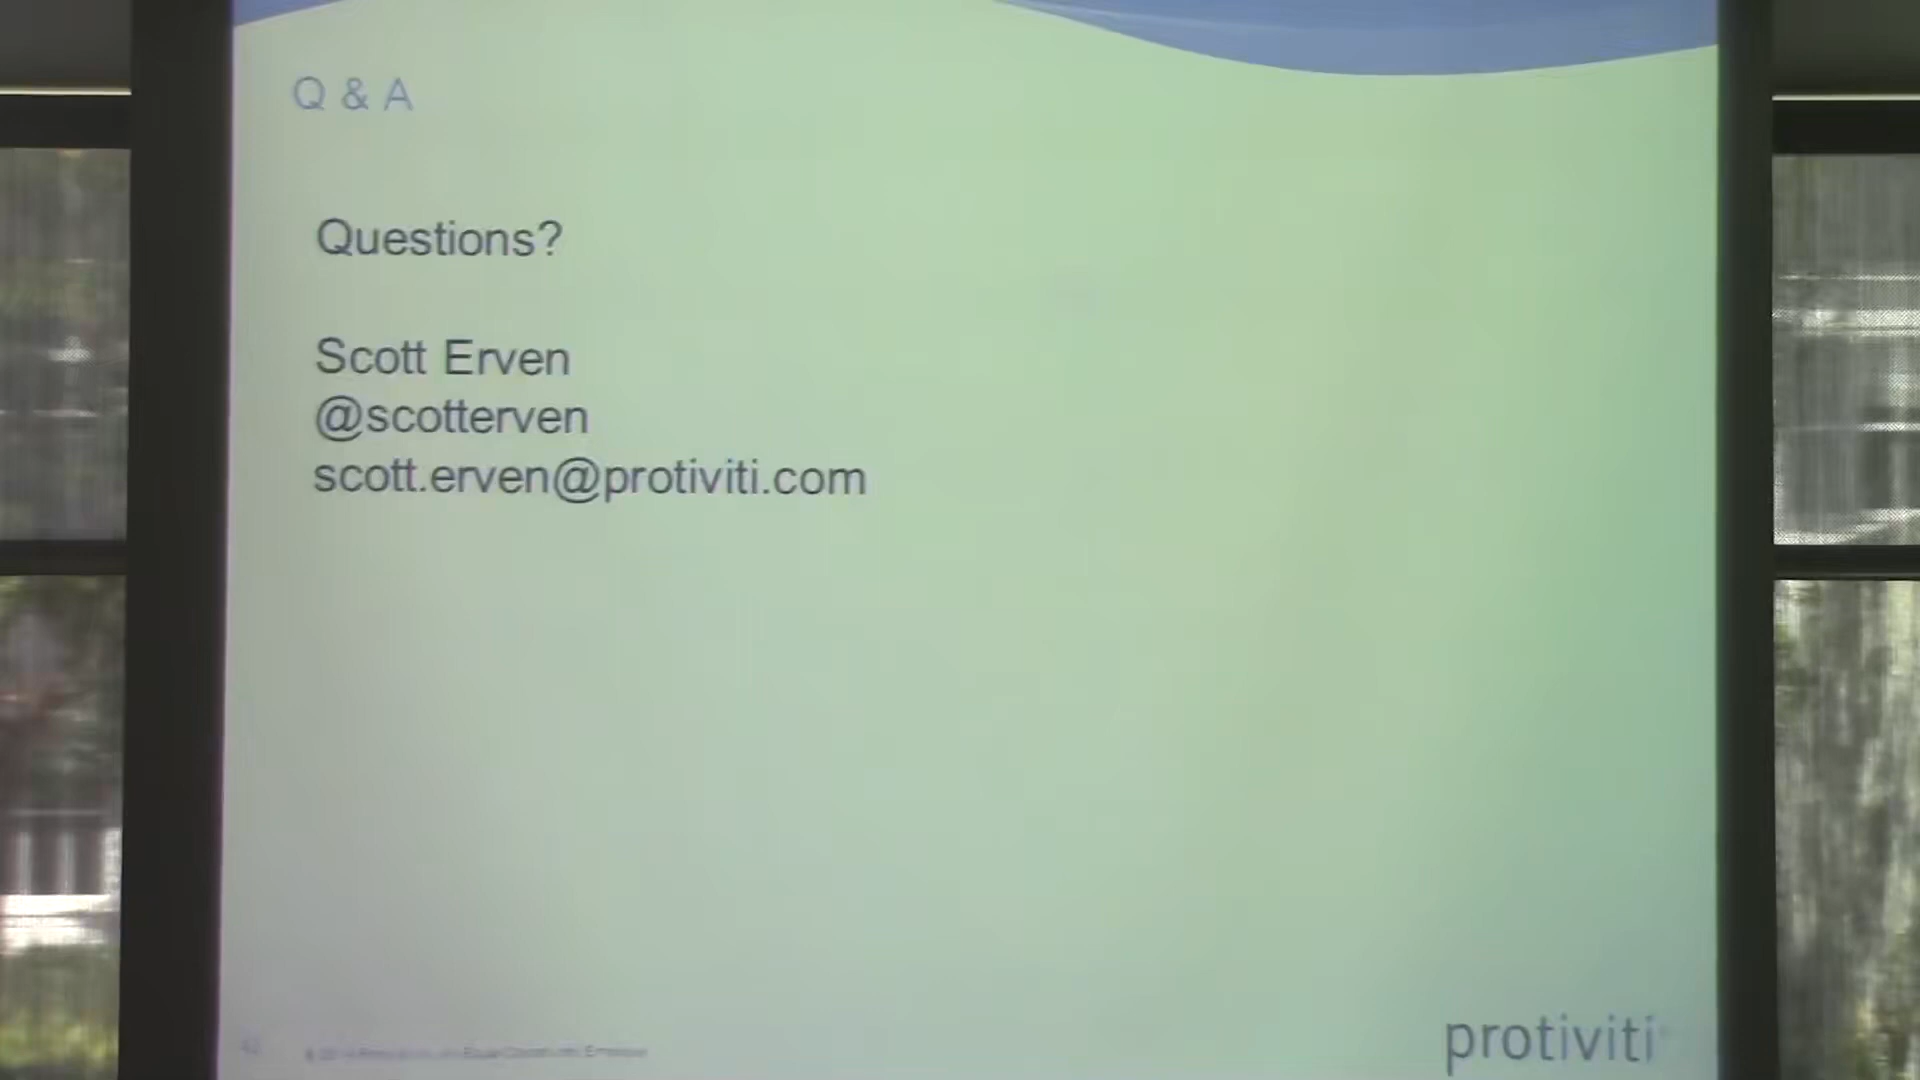 Q & A
Questions?
Scott Erven
@scotterven
scott.erven@protiviti.com
protiviti